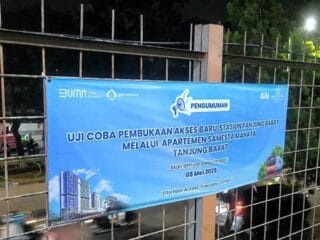 BUMN
KAI
PENGUMUMAN
UJI COBA PEMBUKAAN AKSES BARU STASIUN TANJUNG BARAT
MELALUI APARTEMEN SAMESTA MAHATA
TANJUNG BARAT
08 Mei 2025